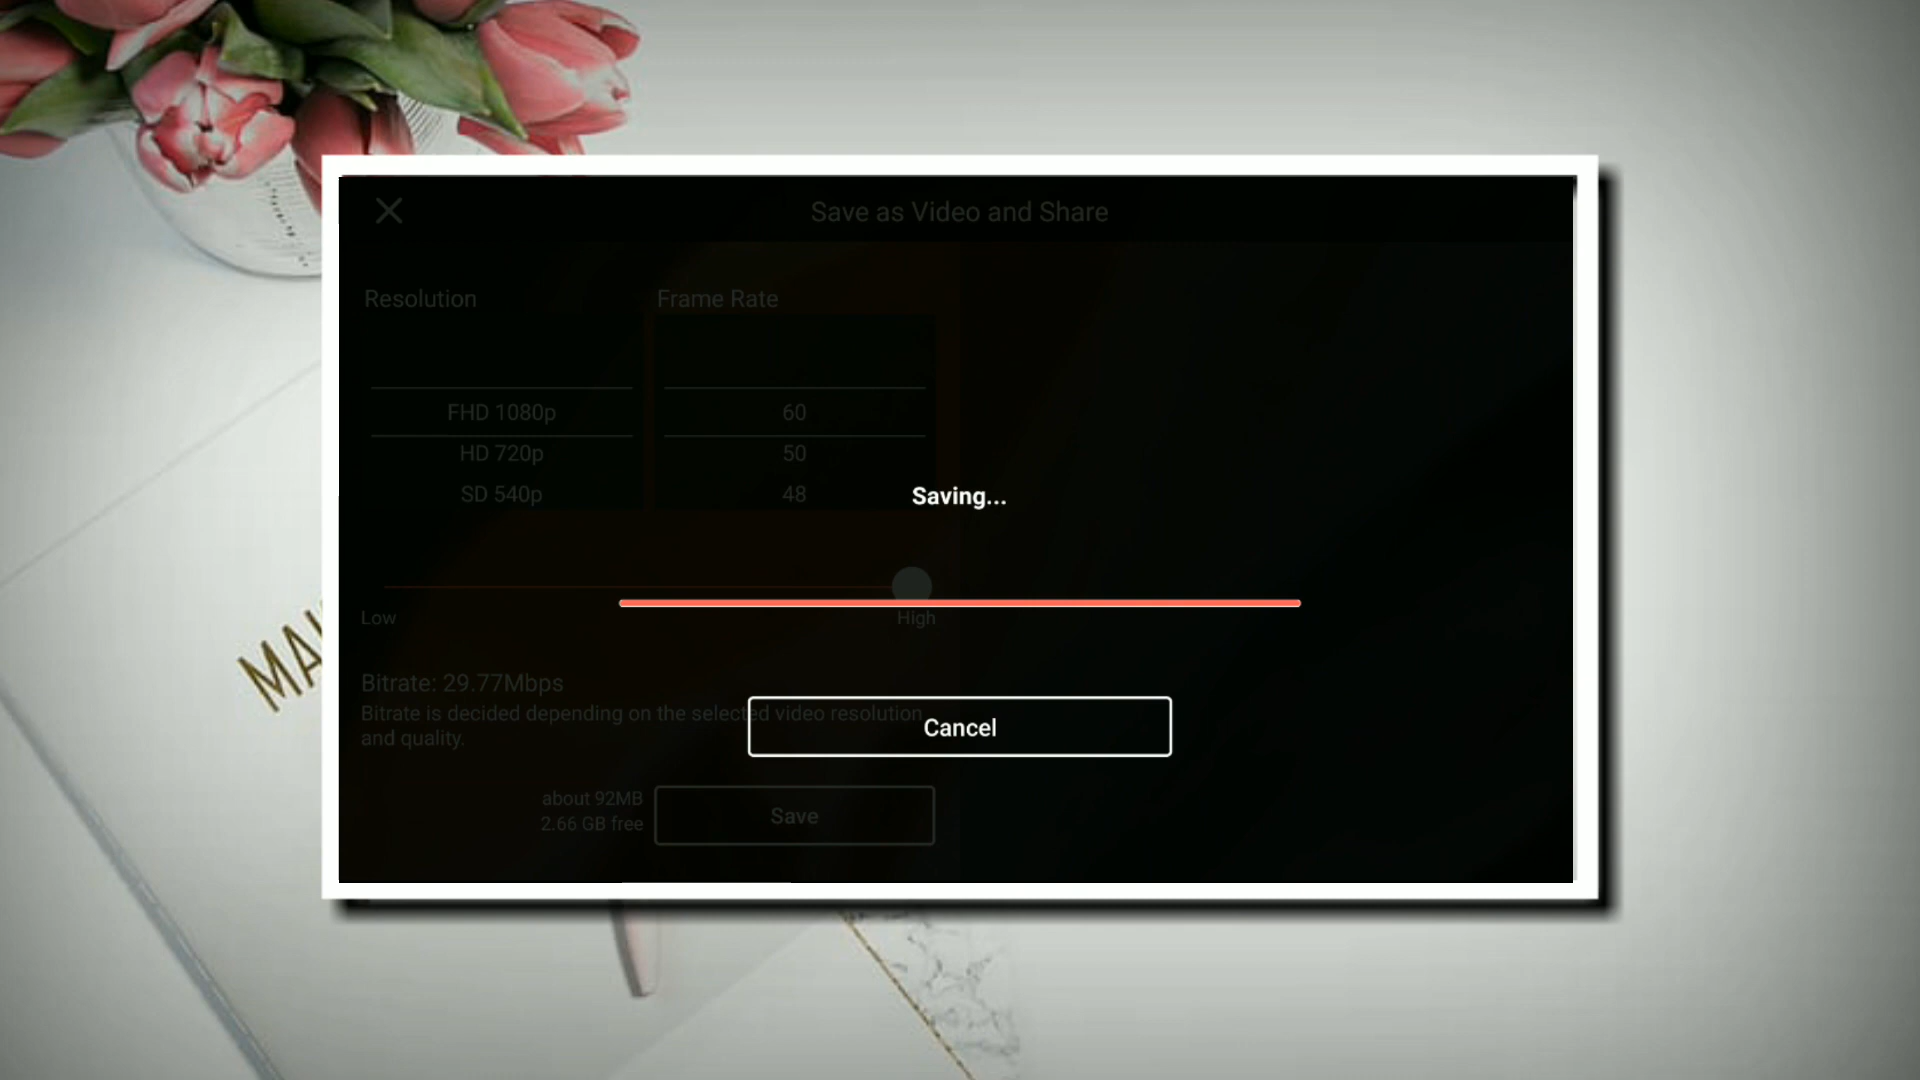 Save as Video and Share
Resolution
Frame Rate
FHD 1080p
60
HD 720p
50
SD 540p
48
Saving...
Low
High
Bitrate: 29.77Mbps
Bitrate is decided depending on the selected video resolution
and quality.
Cancel
about 92MB
2.66 GB free
Save